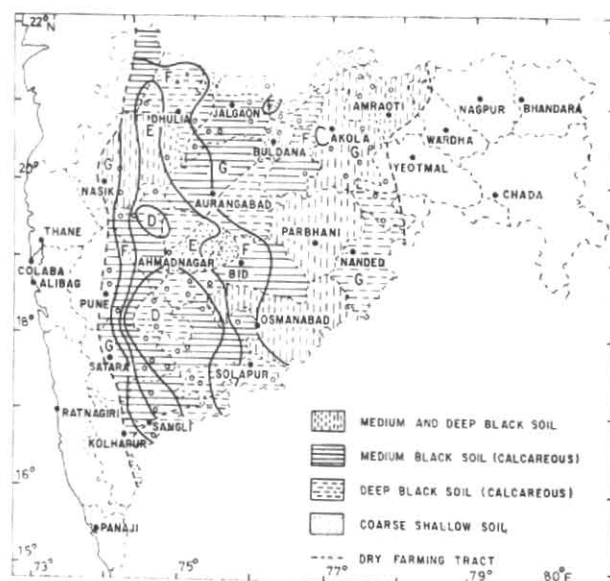 22°N
F
F
JALGAON
AMRAOTI
NAGPUR
BHANDARA
DHULIA
E
F
AKOLA
WARDHA
BULDANA
G
YEOTMAL
20°
G
G
NASIK
CHADA
AURANGABAD
D
PARBHANI
THANE
E
F
F
AHMADNAGAR
BID
NANDED
COLABA
ALIBAG
G
PUNE
D
OSMANABAD
18°
G
SATARA
SOLAPUR
RATNAGIRI
SANGLI
KOLHAPUR
MEDIUM AND DEEP BLACK SOIL
MEDIUM BLACK SOIL (CALCAREOUS)
16°
DEEP BLACK SOIL (CALCAREOUS)
PANAJI
COARSE SHALLOW SOIL
15°
DRY FARMING TRACT
73°
75°
77°
79°
80°E